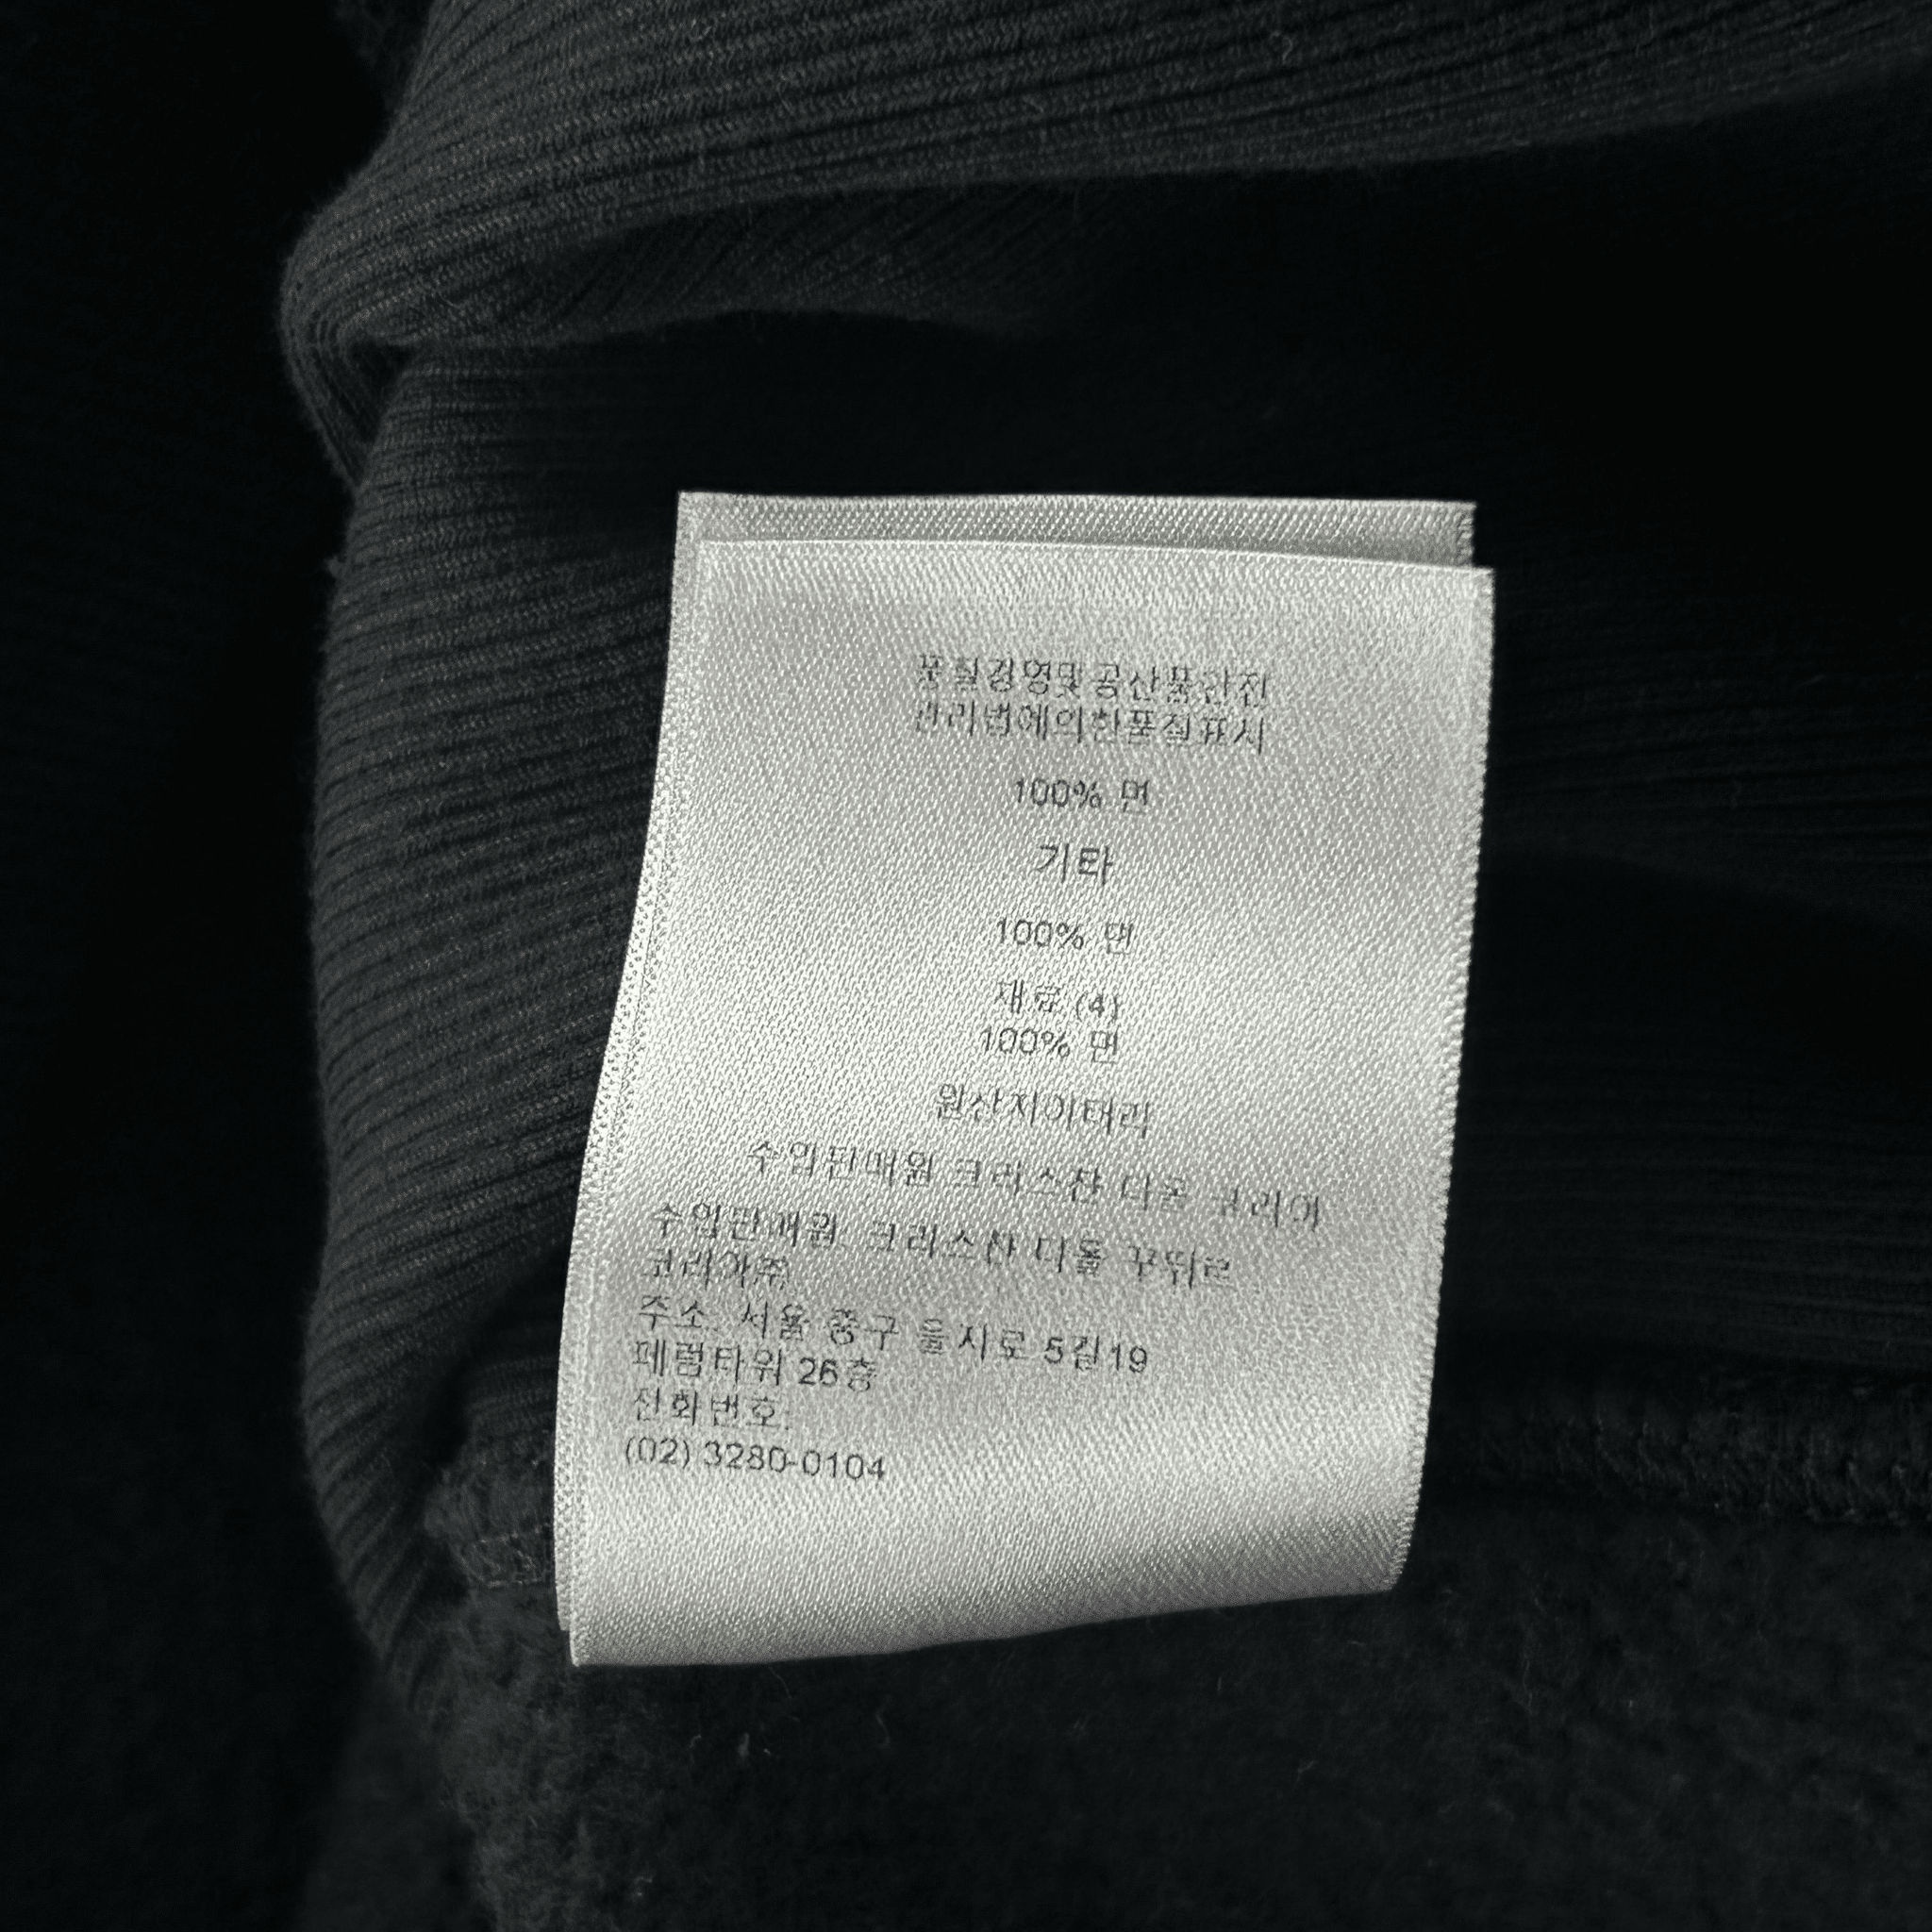 품질경영및공산품안전
관리법에의한품질표시
100% 면
기타
100% 면
재료 (4)
100% 면
원산지이태리
수입판매원 크리스챤 디올 코리아
수입판매원: 크리스챤 디올 꾸뛰르
코리아㈜
주소: 서울 중구 을지로 5길19
페럼타워 26층
전화번호:
(02) 3280-0104